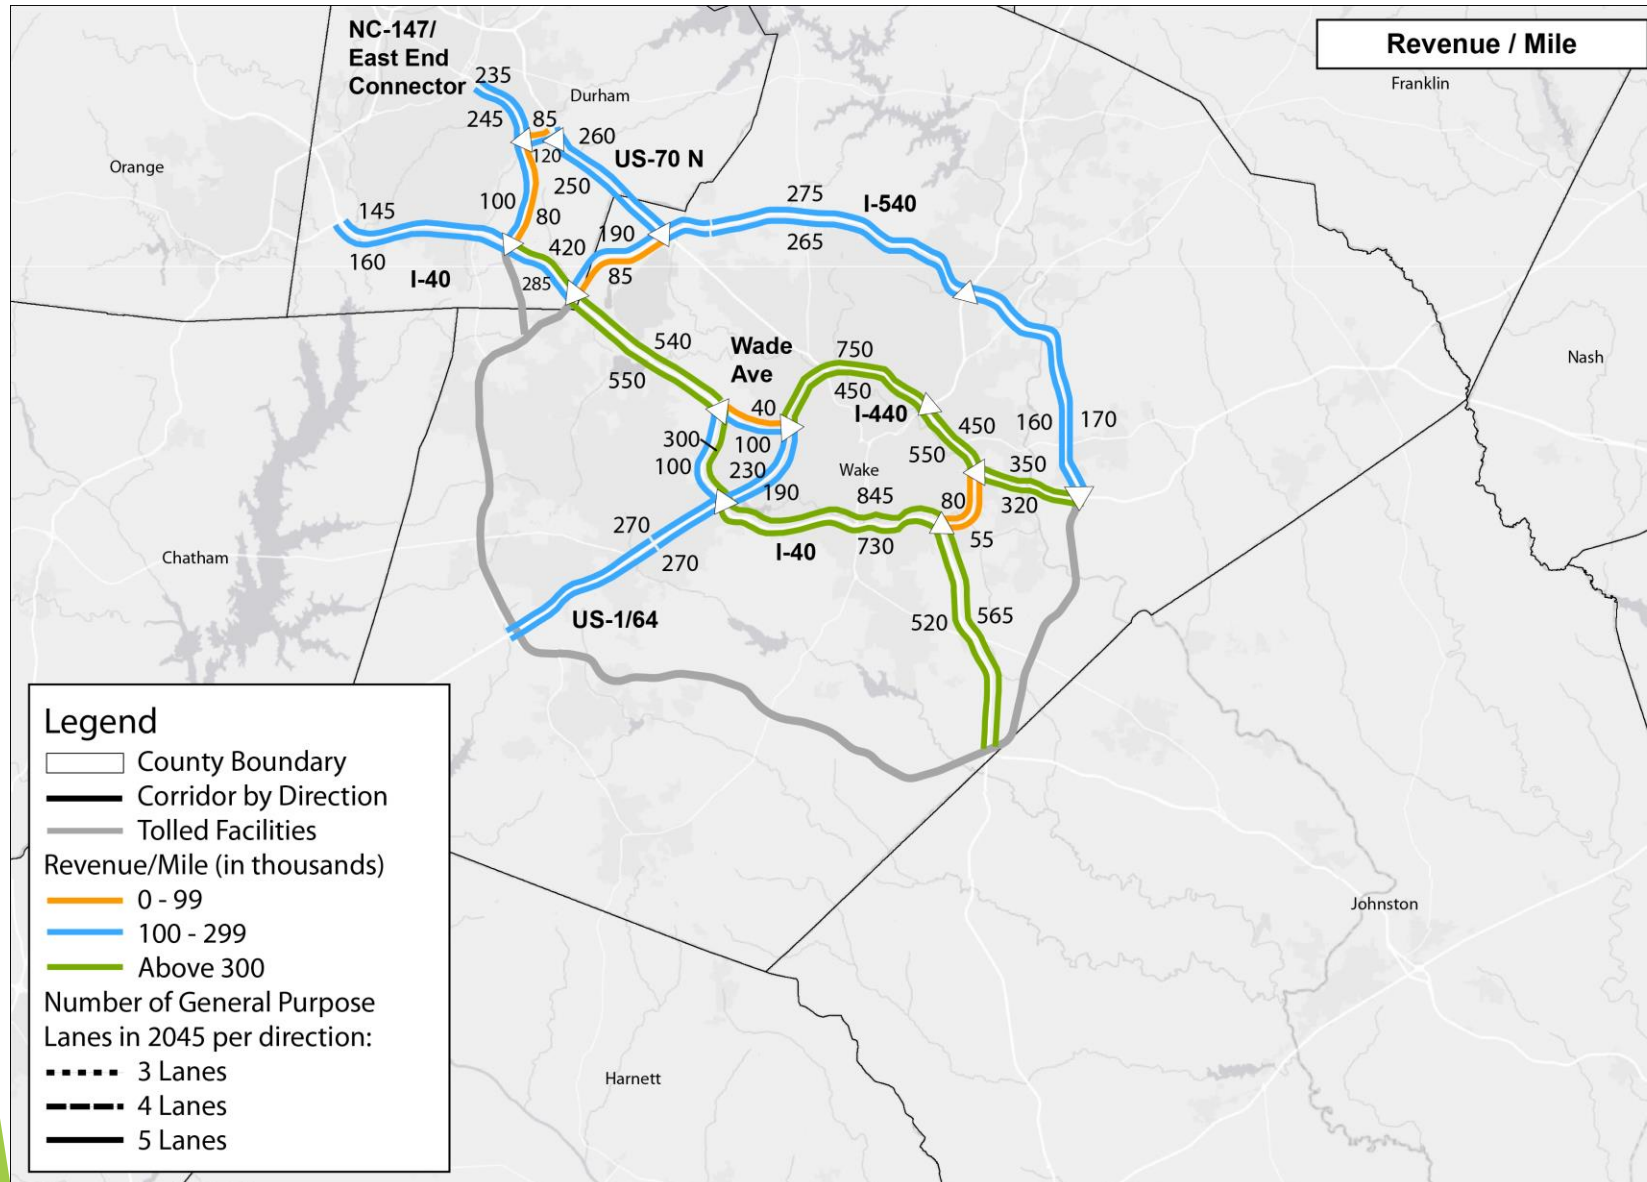 Revenue / Mile
NC-147/
East End
Connector
235
Durham
Franklin
245
85
260
120
US-70 N
Orange
250
275
I-540
100
80
145
190
420
265
160
I-40
285
85
540
Wade
Ave
750
Nash
550
40
450
I-440
450
160
170
300
100
550
350
100
230
Wake
190
845
80
320
270
I-40
730
55
270
Chatham
US-1/64
520
565
Legend
County Boundary
Corridor by Direction
Tolled Facilities
Revenue/Mile (in thousands)
0 - 99
100 - 299
Above 300
Number of General Purpose
Lanes in 2045 per direction:
3 Lanes
4 Lanes
5 Lanes
Johnston
Harnett